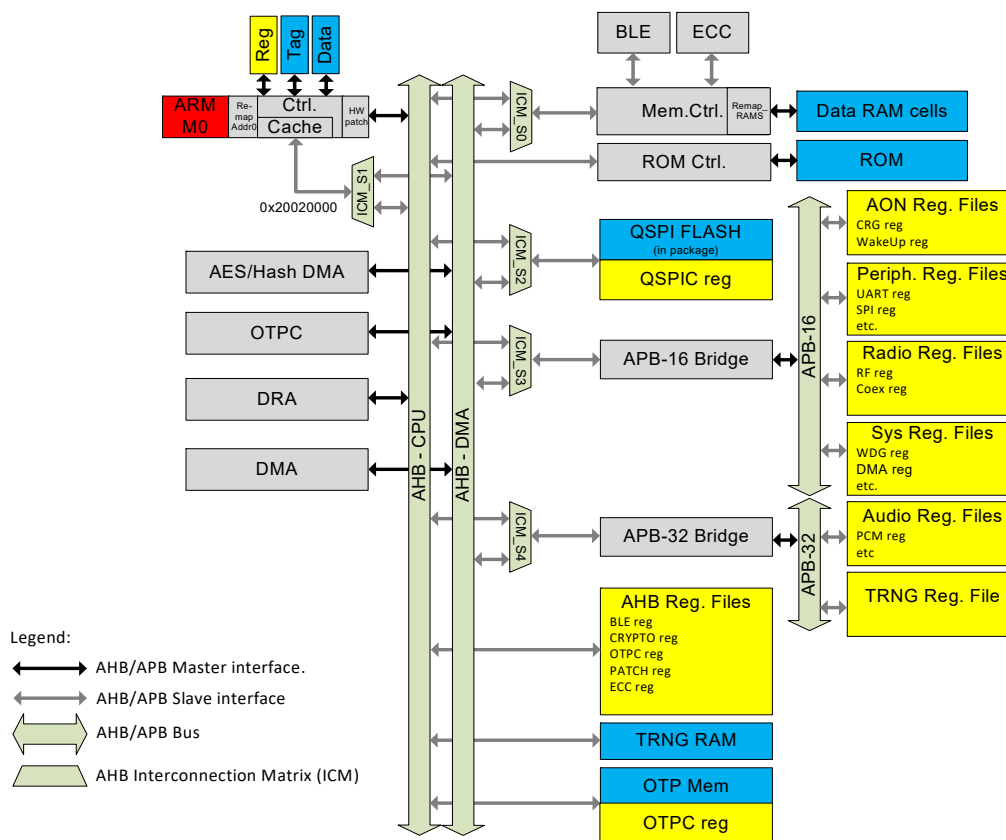 BLE
ECC
Reg
Tag
Data
ARM
M0
Re-
map
Addr0
Ctrl.
Cache
HW
patch
ICM_S0
Mem.Ctrl.
Remap_
RAMS
Data RAM cells
ROM Ctrl.
ROM
ICM_S1
0x20020000
AON Reg. Files
CRG reg
WakeUp reg
QSPI FLASH
(in package)
QSPIC reg
ICM_S2
AES/Hash DMA
Periph. Reg. Files
UART reg
SPI reg
etc.
OTPC
ICM_S3
APB-16 Bridge
APB-16
Radio Reg. Files
RF reg
Coex reg
DRA
AHB - CPU
AHB - DMA
DMA
Sys Reg. Files
WDG reg
DMA reg
etc.
ICM_S4
APB-32 Bridge
APB-32
Audio Reg. Files
PCM reg
etc
TRNG Reg. File
AHB Reg. Files
BLE reg
CRYPTO reg
OTPC reg
PATCH reg
ECC reg
Legend:
AHB/APB Master interface.
AHB/APB Slave interface
AHB/APB Bus
AHB Interconnection Matrix (ICM)
TRNG RAM
OTP Mem
OTPC reg